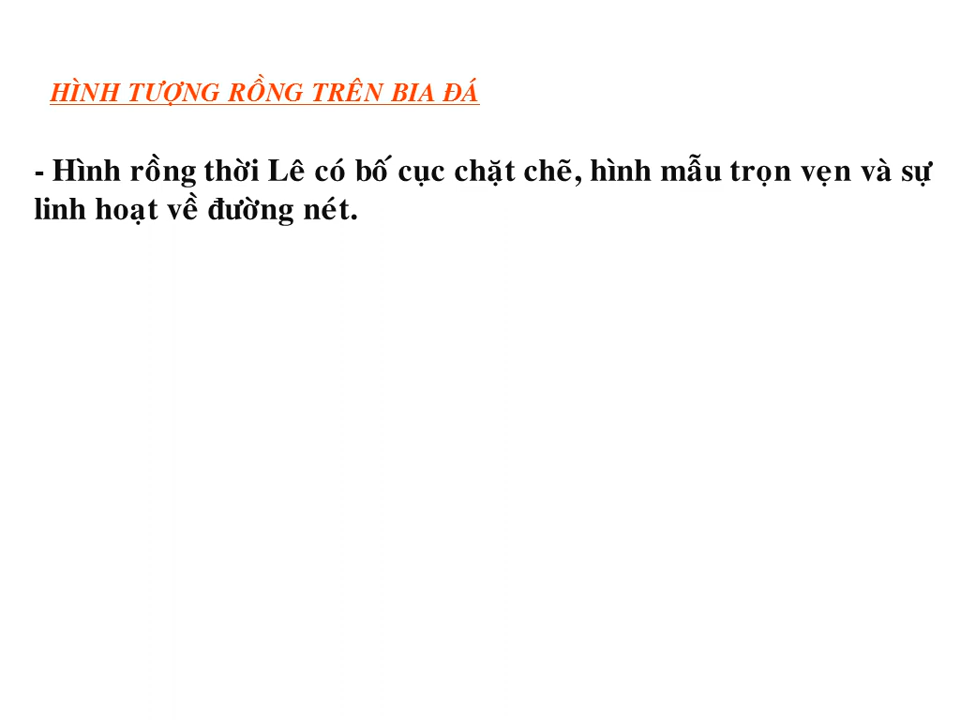 HÌNH TƯỢNG RỒNG TRÊN BIA ĐÁ
- Hình rồng thời Lê có bố cục chặt chẽ, hình mẫu trọn vẹn và sự
linh hoạt về đường nét.